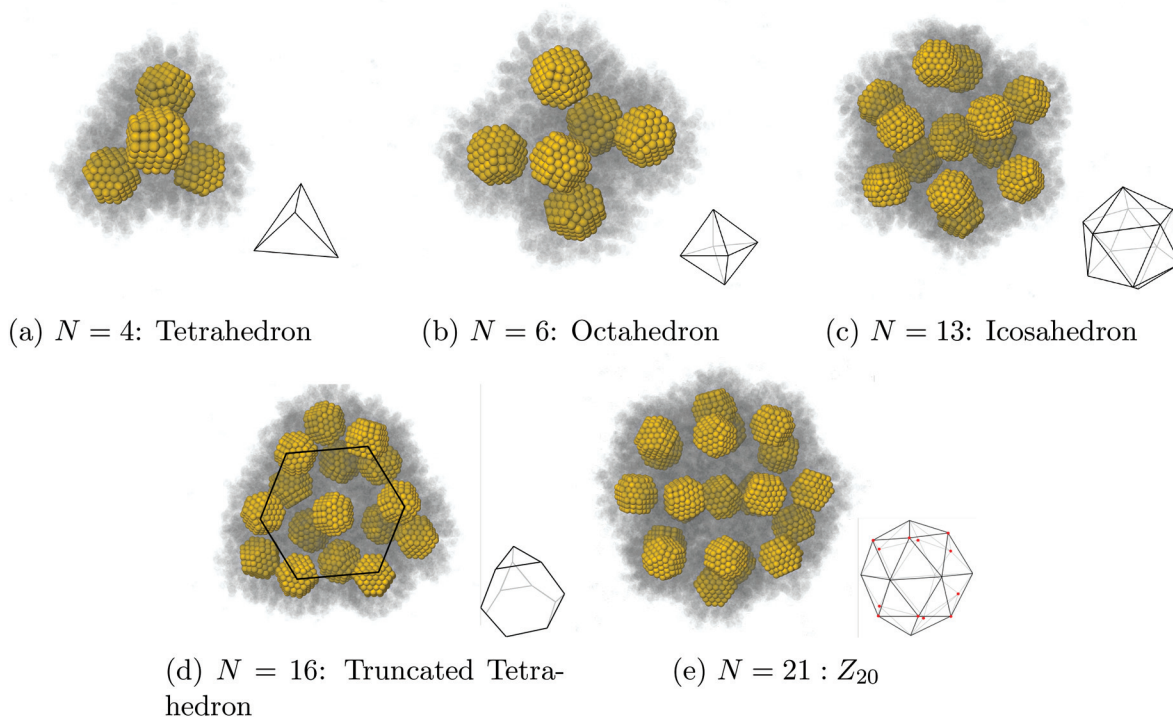 (a) N = 4: Tetrahedron
(b) N = 6: Octahedron
(c) N = 13: Icosahedron
(d) N = 16: Truncated Tetra-
hedron
(e) N = 21 : Z₂₀